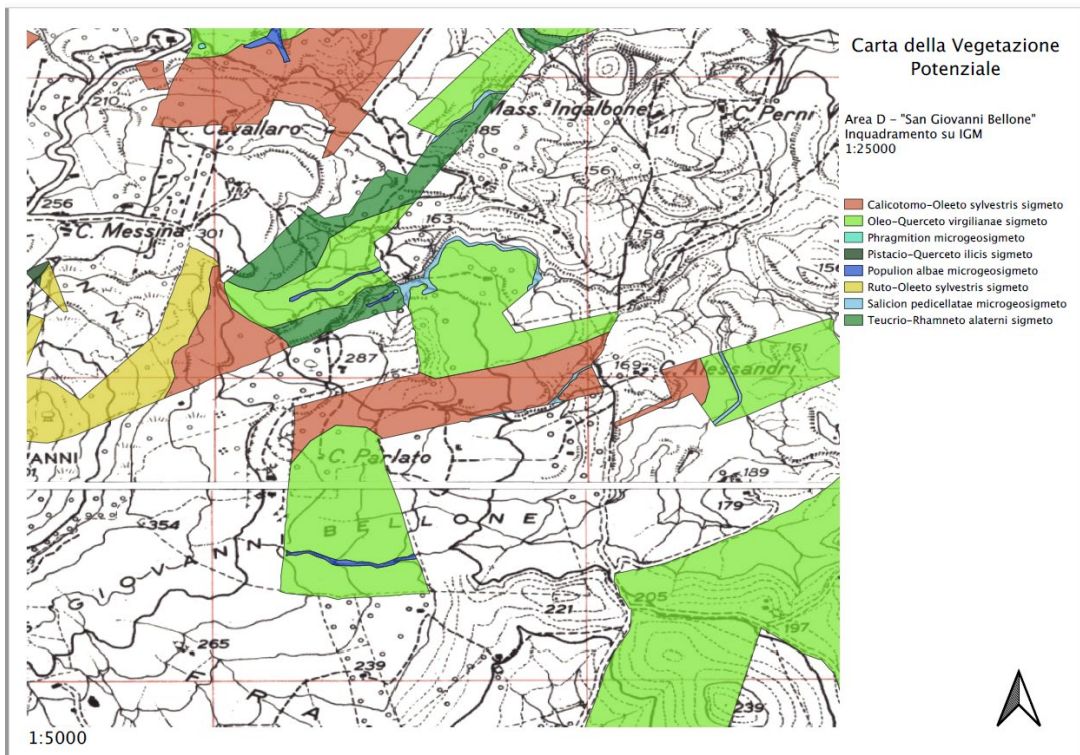 Carta della Vegetazione
Potenziale
Area D - "San Giovanni Bellone"
Inquadramento su IGM
1:25000
Calicotomo-Oleeto sylvestris sigmeto
Oleo-Querceto virgilianae sigmeto
Phragmition microgeosigmeto
Pistacio-Querceto ilicis sigmeto
Populion albae microgeosigmeto
Ruto-Oleeto sylvestris sigmeto
Salicion pedicellatae microgeosigmeto
Teucrio-Rhamneto alaterni sigmeto
210
Mass. Ingalbone
C. Perni
C. Cavallaro
185
141
156
256
C. Messina
301
163
158
156
287
169
C. Alessandri
161
VANNI
C. Parlato
189
179
354
GIOVANNI BELLONE
205
221
197
265
239
FRA
239
1:5000